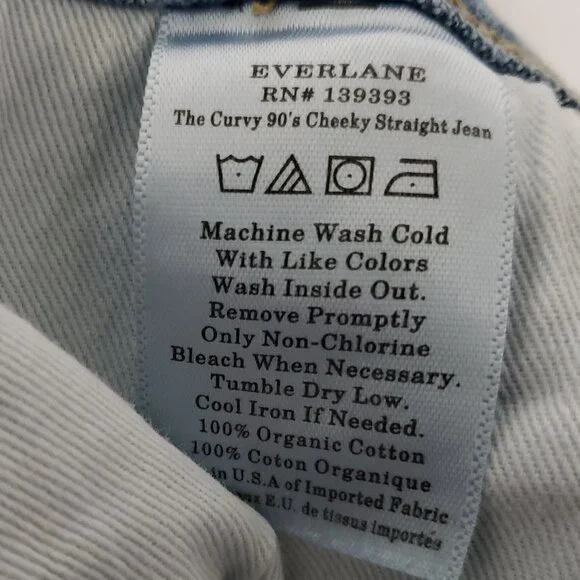 EVERLANE
RN# 139393
The Curvy 90's Cheeky Straight Jean
Machine Wash Cold
With Like Colors
Wash Inside Out.
Remove Promptly
Only Non-Chlorine
Bleach When Necessary.
Tumble Dry Low.
Cool Iron If Needed.
100% Organic Cotton
100% Coton Organique
in U.S.A of Imported Fabric
E.U. de tissus importés